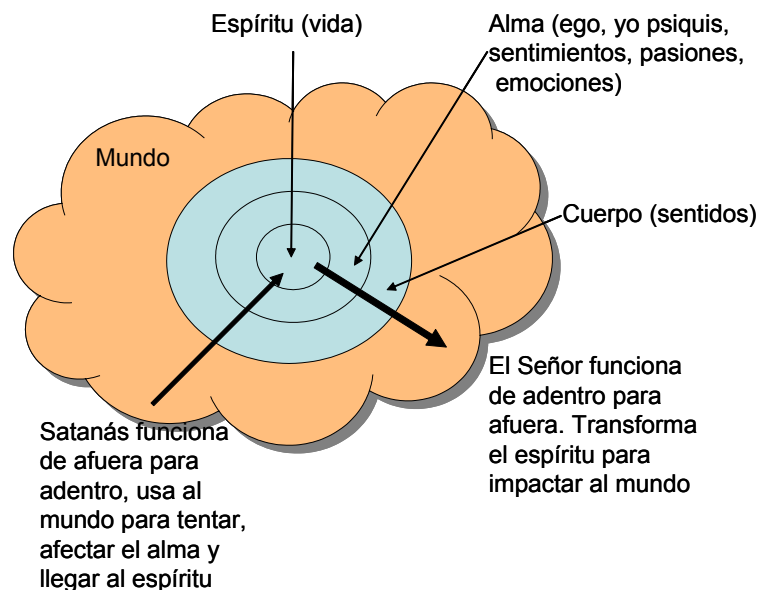 Espíritu (vida)
Alma (ego, yo psiquis,
sentimientos, pasiones,
emociones)
Mundo
Cuerpo (sentidos)
El Señor funciona
de adentro para
afuera. Transforma
el espíritu para
impactar al mundo
Satanás funciona
de afuera para
adentro, usa al
mundo para tentar,
afectar el alma y
llegar al espíritu